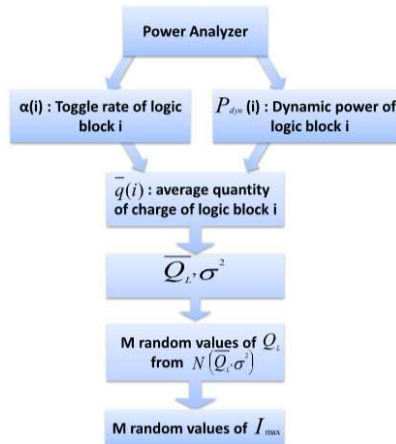 Power Analyzer
α(i) : Toggle rate of logic
block i
P_dyn (i) : Dynamic power of
logic block i
q̅(i) : average quantity
of charge of logic block i
Q̅_L, σ²
M random values of Q_L
from N(Q̅_L, σ²)
M random values of I_max